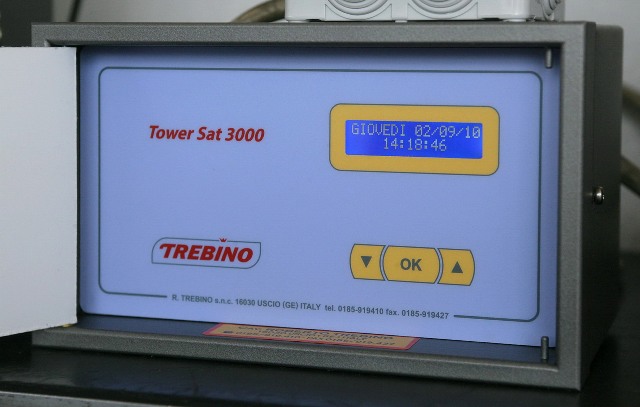 Tower Sat 3000
GIOVEDI 02/09/10
14:18:46
TREBINO
OK
R. TREBINO s.n.c. 16030 USCIO (GE) ITALY tel. 0185-919410 fax. 0185-919427